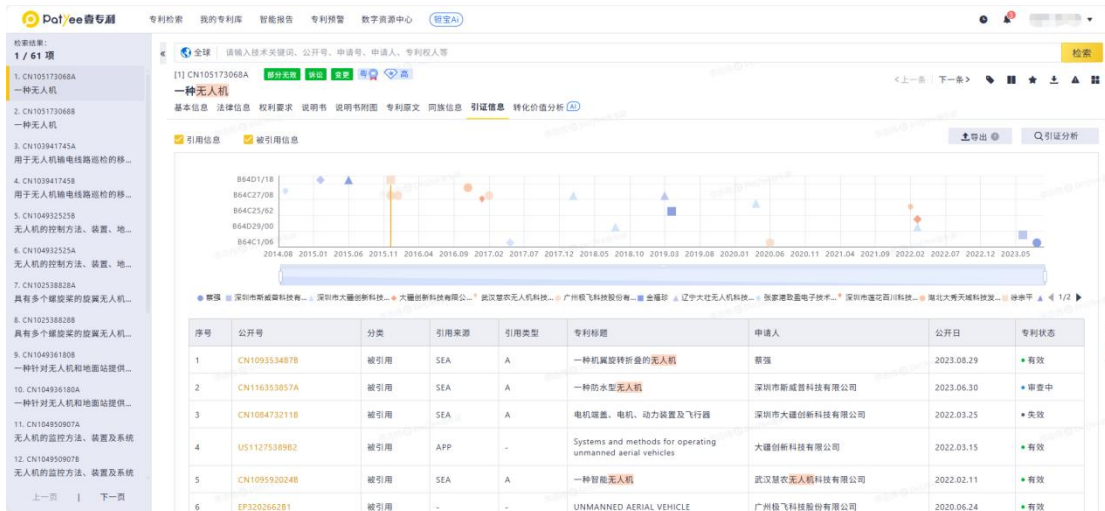 Patyee壹专利 专利检索 我的专利库 智能报告 专利预警 数字资源中心 钮宝Ai
检索结果：
1 / 61 项
1. CN105173068A
一种无人机
2. CN105173068B
一种无人机
3. CN103941745A
用于无人机输电线路巡检的移...
4. CN103941745B
用于无人机输电线路巡检的移...
5. CN104932525B
无人机的控制方法、装置、地...
6. CN104932525A
无人机的控制方法、装置、地...
7. CN102538828A
具有多个螺旋桨的旋翼无人机...
8. CN102538828B
具有多个螺旋桨的旋翼无人机...
9. CN104936180B
一种针对无人机和地面站提供...
10. CN104936180A
一种针对无人机和地面站提供...
11. CN104950907A
无人机的监控方法、装置及系统
12. CN104950907B
无人机的监控方法、装置及系统
上一页 | 下一页
全球 请输入技术关键词、公开号、申请号、申请人、专利权人等 检索
[1] CN105173068A 部分无效 诉讼 变更 粤 高 <上一条 下一条>
一种无人机
基本信息 法律信息 权利要求 说明书 说明书附图 专利原文 同族信息 引证信息 转化价值分析 AI
引用信息 被引用信息 导出 引证分析
B64D1/18
B64C27/08
B64C25/62
B64D29/00
B64C1/06
2014.08 2015.01 2015.06 2015.11 2016.04 2016.09 2017.02 2017.07 2017.12 2018.05 2018.10 2019.03 2019.08 2020.01 2020.06 2020.11 2021.04 2021.09 2022.02 2022.07 2022.12 2023.05
蔡强 深圳市斯威普科技有... 深圳市大疆创新科技... 大疆创新科技有限公... 武汉慧农无人机科技... 广州极飞科技股份有... 金福珍 辽宁大壮无人机科技... 张家港致盈电子技术... 深圳市莲花百川科技... 湖北大秀天域科技发... 徐奈平 1/2
序号 公开号 分类 引用来源 引用类型 专利标题 申请人 公开日 专利状态
1 CN109353487B 被引用 SEA A 一种机翼旋转折叠的无人机 蔡强 2023.08.29 有效
2 CN116353857A 被引用 SEA A 一种防水型无人机 深圳市斯威普科技有限公司 2023.06.30 审查中
3 CN108473211B 被引用 SEA A 电机端盖、电机、动力装置及飞行器 深圳市大疆创新科技有限公司 2022.03.25 失效
4 US11275389B2 被引用 APP - Systems and methods for operating unmanned aerial vehicles 大疆创新科技有限公司 2022.03.15 有效
5 CN109592024B 被引用 SEA A 一种智能无人机 武汉慧农无人机科技有限公司 2022.02.11 有效
6 EP3202662B1 被引用 - - UNMANNED AERIAL VEHICLE 广州极飞科技股份有限公司 2020.06.24 有效